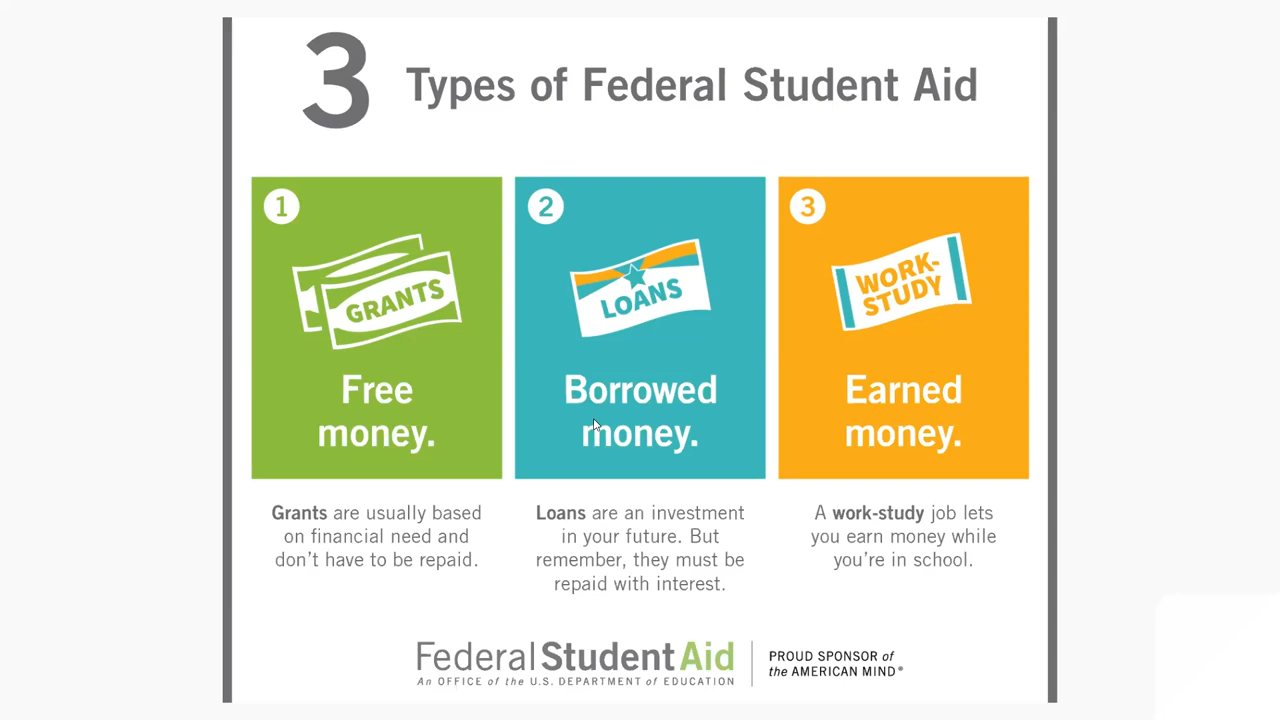 3 Types of Federal Student Aid
1
GRANTS
Free
money.
Grants are usually based
on financial need and
don't have to be repaid.
2
LOANS
Borrowed
money.
Loans are an investment
in your future. But
remember, they must be
repaid with interest.
3
WORK-
STUDY
Earned
money.
A work-study job lets
you earn money while
you're in school.
Federal Student Aid
An OFFICE of the U.S. DEPARTMENT of EDUCATION
PROUD SPONSOR of
the AMERICAN MIND®